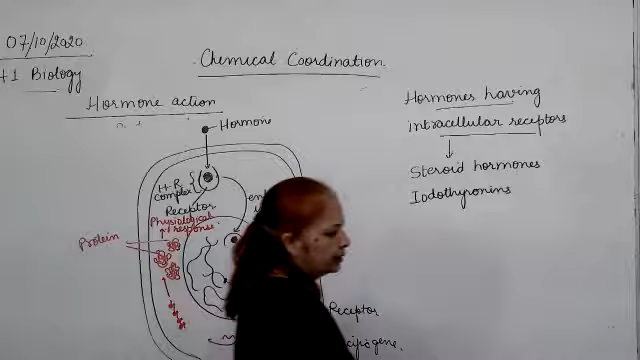 07/10/2020
+1 Biology
Chemical Coordination
Hormone action
Hormone
H-R
complex
Receptor
Physiological
response
Protein
Receptor
Hormones having
intracellular receptors
Steroid hormones
Iodothyronins